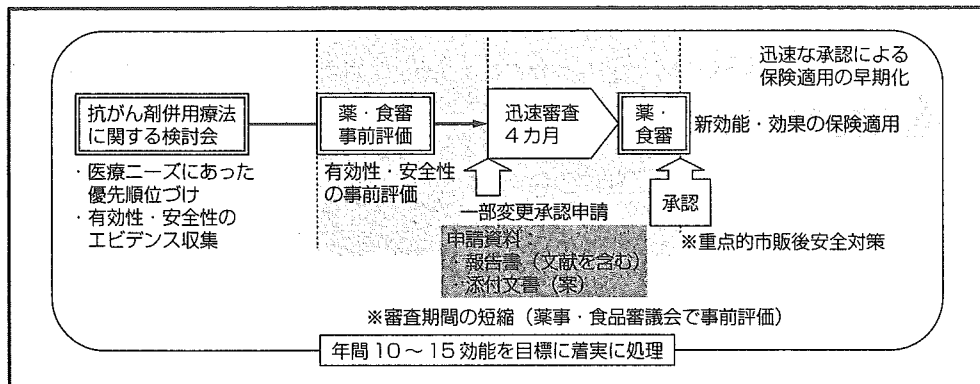 迅速な承認による
保険適用の早期化
抗がん剤併用療法
に関する検討会
薬・食審
事前評価
迅速審査
4カ月
薬・
食審
新効能・効果の保険適用
・医療ニーズにあった
優先順位づけ
・有効性・安全性の
エビデンス収集
有効性・安全性
の事前評価
一部変更承認申請
申請資料：
・報告書（文献を含む）
・添付文書（案）
承認
※重点的市販後安全対策
※審査期間の短縮（薬事・食品審議会で事前評価）
年間10～15効能を目標に着実に処理